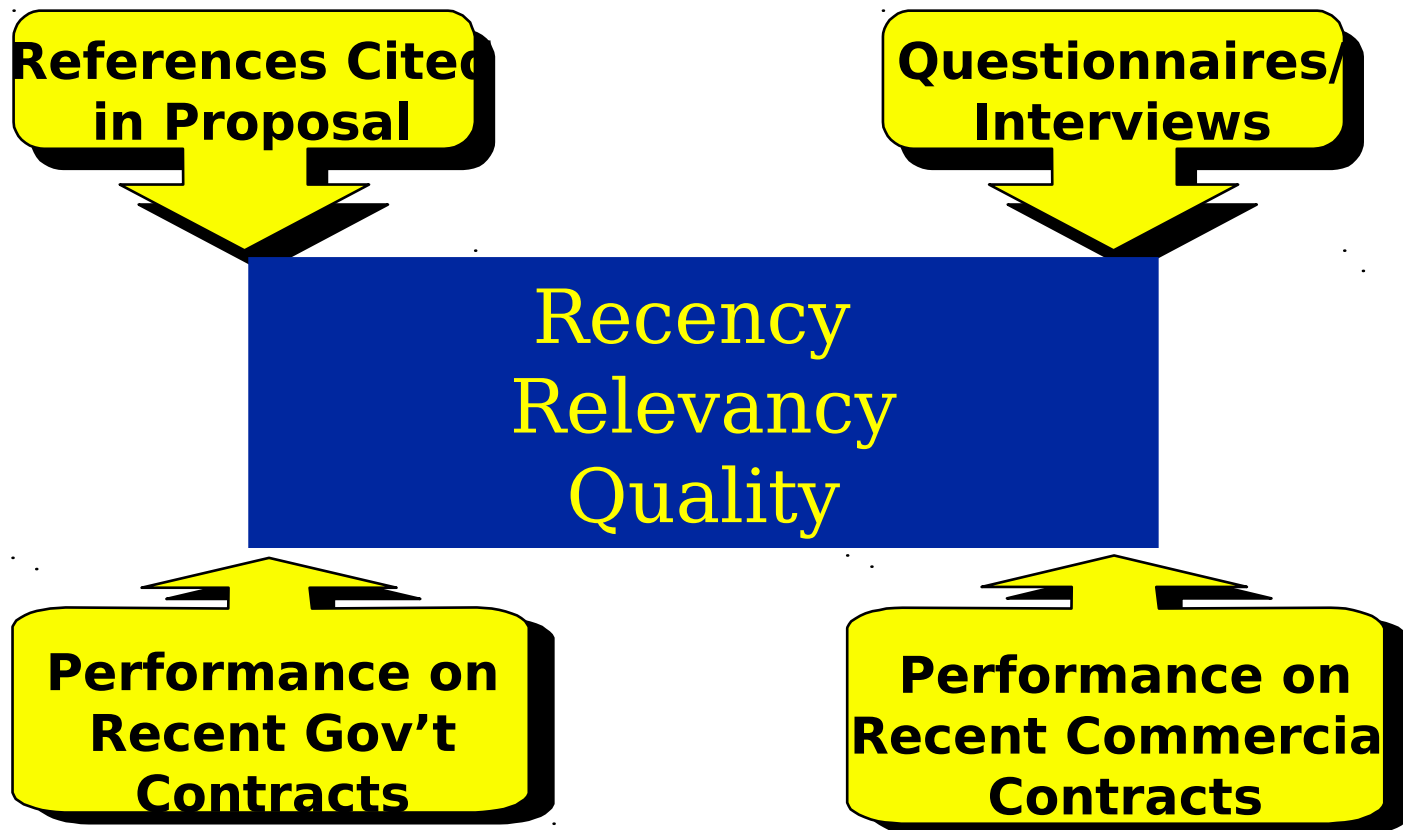 References Cited
in Proposal
Questionnaires/
Interviews
Recency
Relevancy
Quality
Performance on
Recent Gov’t
Contracts
Performance on
Recent Commercia
Contracts